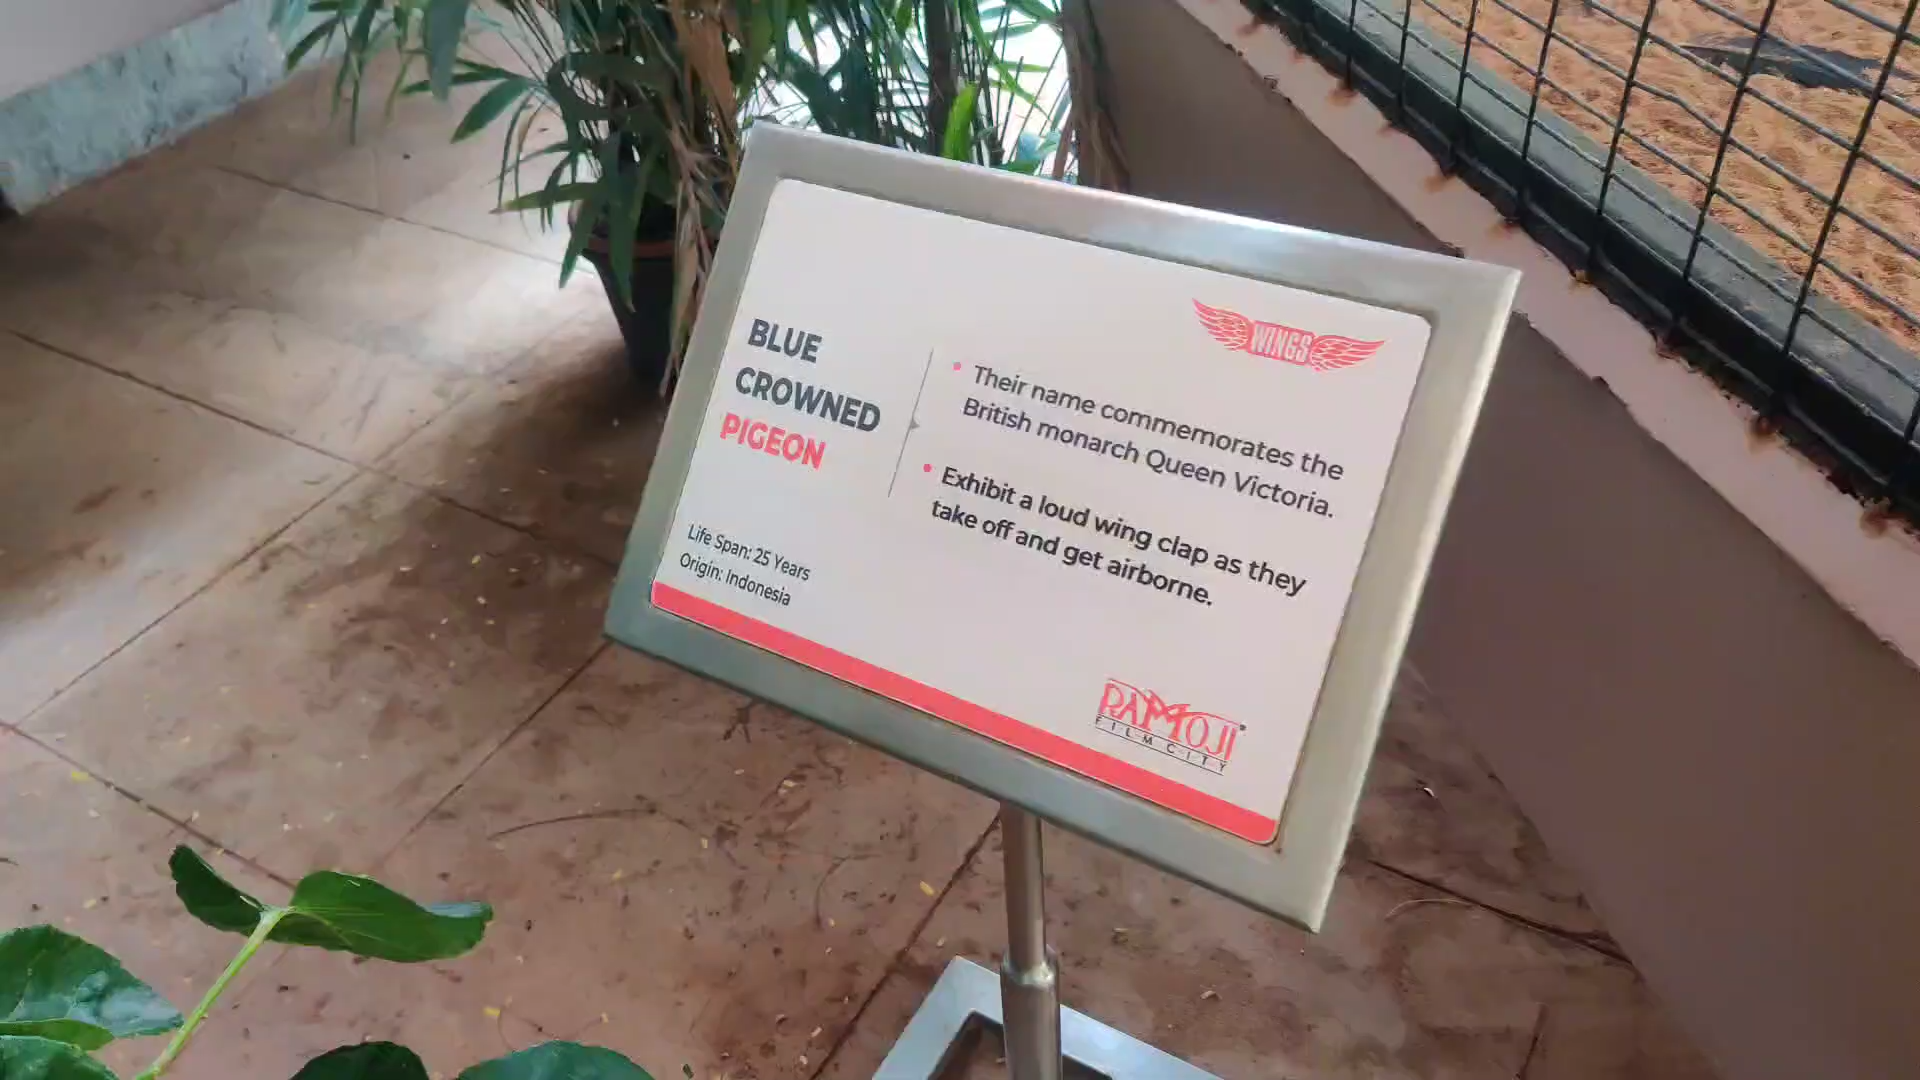 WINGS
BLUE
CROWNED
PIGEON
Life Span: 25 Years
Origin: Indonesia
• Their name commemorates the
British monarch Queen Victoria.
• Exhibit a loud wing clap as they
take off and get airborne.
RAMOJI
FILM CITY